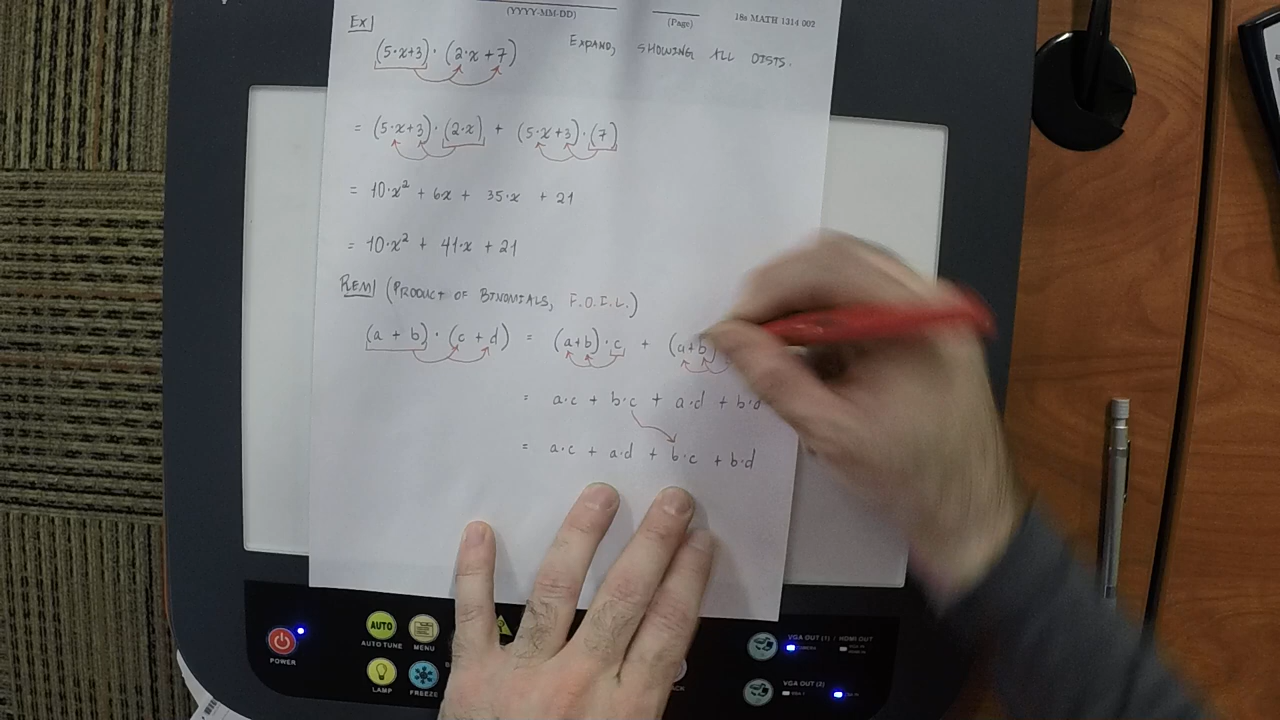 (YYYY-MM-DD)
(Page)
18s MATH 1314 002
Ex|
(5·x+3)·(2·x+7)
EXPAND, SHOWING ALL DISTS.
= (5·x+3)·(2·x) + (5·x+3)·(7)
= 10·x² + 6x + 35·x + 21
= 10·x² + 41·x + 21
REM| (PRODUCT OF BINOMIALS, F.O.I.L.)
(a + b)·(c + d) = (a+b)·c + (a+b)
= a·c + b·c + a·d + b·d
= a·c + a·d + b·c + b·d
AUTO
AUTO TUNE
MENU
POWER
LAMP
FREEZE
VGA OUT (1) / HDMI OUT
CAMERA
VGA OUT (2)